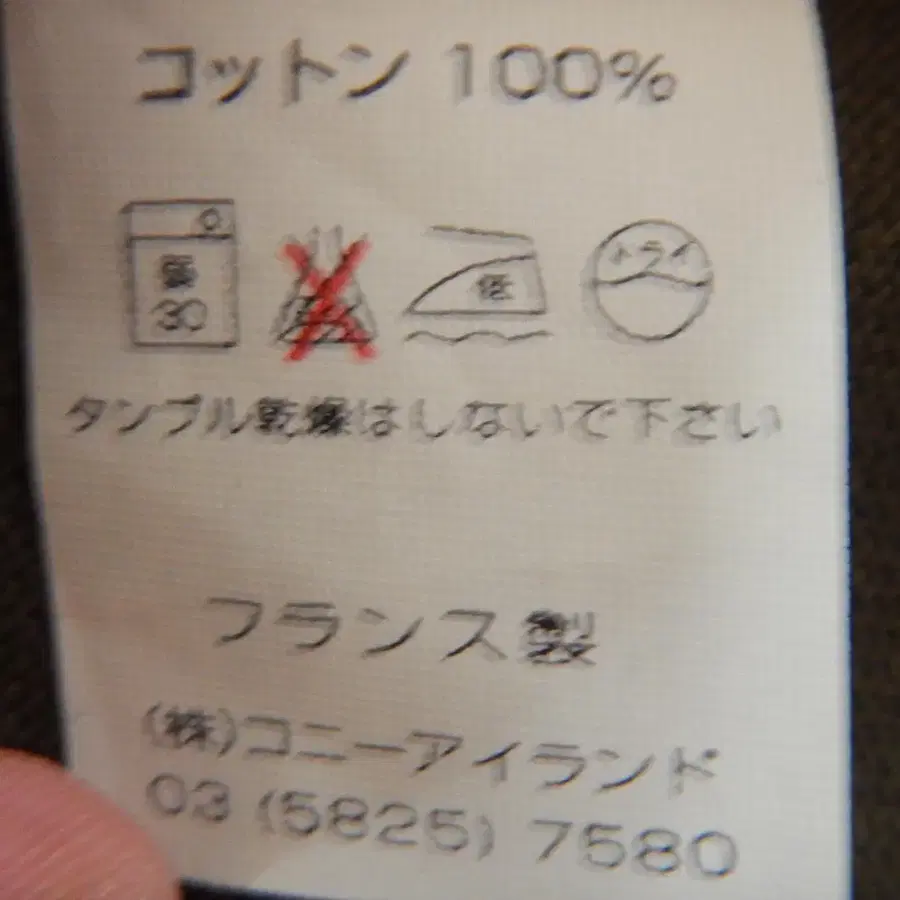 コットン 100%
30
低
ドライ
タンブル乾燥はしないで下さい
フランス製
(株)コニーアイランド
03 (5825) 7580